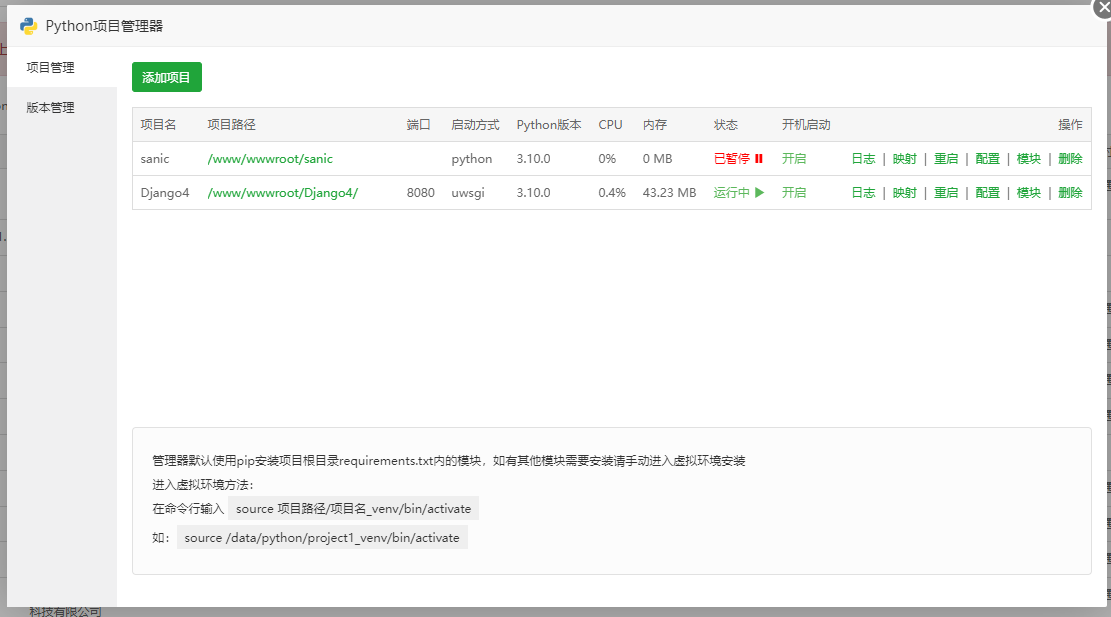 Python项目管理器
项目管理
版本管理
添加项目
项目名 项目路径 端口 启动方式 Python版本 CPU 内存 状态 开机启动 操作
sanic /www/wwwroot/sanic python 3.10.0 0% 0 MB 已暂停 开启 日志 | 映射 | 重启 | 配置 | 模块 | 删除
Django4 /www/wwwroot/Django4/ 8080 uwsgi 3.10.0 0.4% 43.23 MB 运行中 开启 日志 | 映射 | 重启 | 配置 | 模块 | 删除
管理器默认使用pip安装项目根目录requirements.txt内的模块，如有其他模块需要安装请手动进入虚拟环境安装
进入虚拟环境方法：
在命令行输入 source 项目路径/项目名_venv/bin/activate
如： source /data/python/project1_venv/bin/activate
科技有限公司